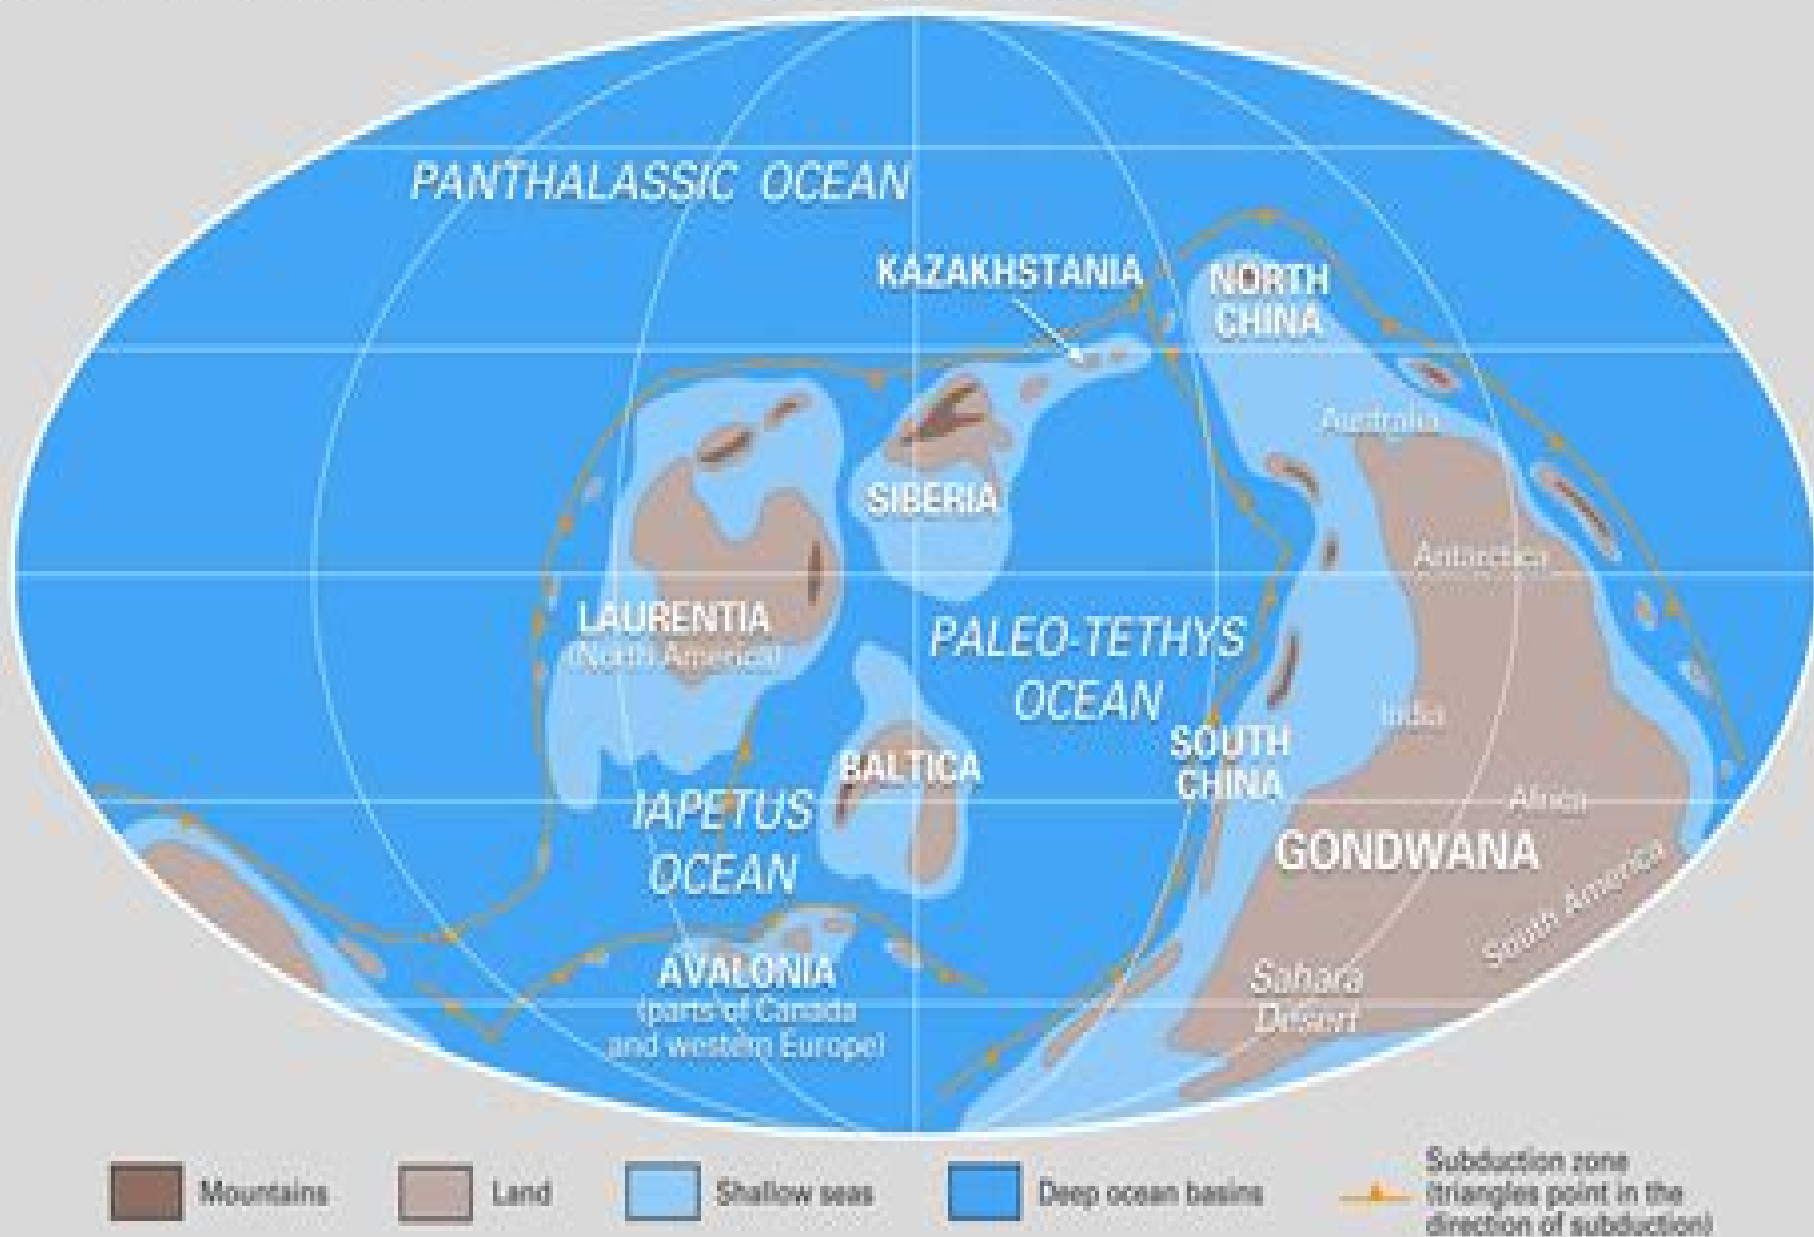 PANTHALASSIC OCEAN
KAZAKHSTANIA
NORTH
CHINA
Australia
SIBERIA
Antarctica
LAURENTIA
(North America)
PALEO-TETHYS
OCEAN
India
SOUTH
CHINA
BALTICA
IAPETUS
OCEAN
Africa
GONDWANA
South America
AVALONIA
(parts of Canada
and western Europe)
Sahara
Desert
Mountains
Land
Shallow seas
Deep ocean basins
Subduction zone
(triangles point in the
direction of subduction)